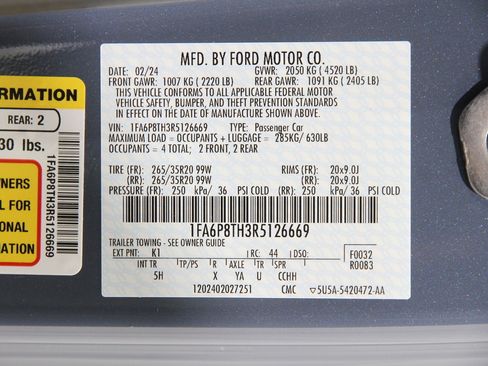 MFD. BY FORD MOTOR CO.
DATE: 02/24 GVWR: 2050 KG ( 4520 LB)
FRONT GAWR: 1007 KG ( 2220 LB) REAR GAWR: 1091 KG ( 2405 LB)
THIS VEHICLE CONFORMS TO ALL APPLICABLE FEDERAL MOTOR
VEHICLE SAFETY, BUMPER, AND THEFT PREVENTION STANDARDS
IN EFFECT ON THE DATE OF MANUFACTURE SHOWN ABOVE.
VIN: 1FA6P8TH3R5126669 TYPE: Passenger Car
MAXIMUM LOAD = OCCUPANTS + LUGGAGE = 285KG/ 630LB
OCCUPANTS = 4 TOTAL; 2 FRONT, 2 REAR
TIRE (FR): 265/35R20 99W RIMS (FR): 20x9.0J
(RR): 265/35R20 99W (RR): 20x9.0J
PRESSURE (FR): 250 kPa/ 36 PSI COLD (RR): 250 kPa/ 36 PSI COLD
1FA6P8TH3R5126669
TRAILER TOWING - SEE OWNER GUIDE
EXT PNT: K1 RC: 44 DSO: F0032
INT TR TP/PS R AXLE TR SPR R0083
5H X YA U CCHH
1202402027251 CMC 5U5A-5420472-AA
ORMATION
REAR: 2
30 lbs.
NERS
L FOR
ONAL
ATION
1FA6P8TH3R5126669